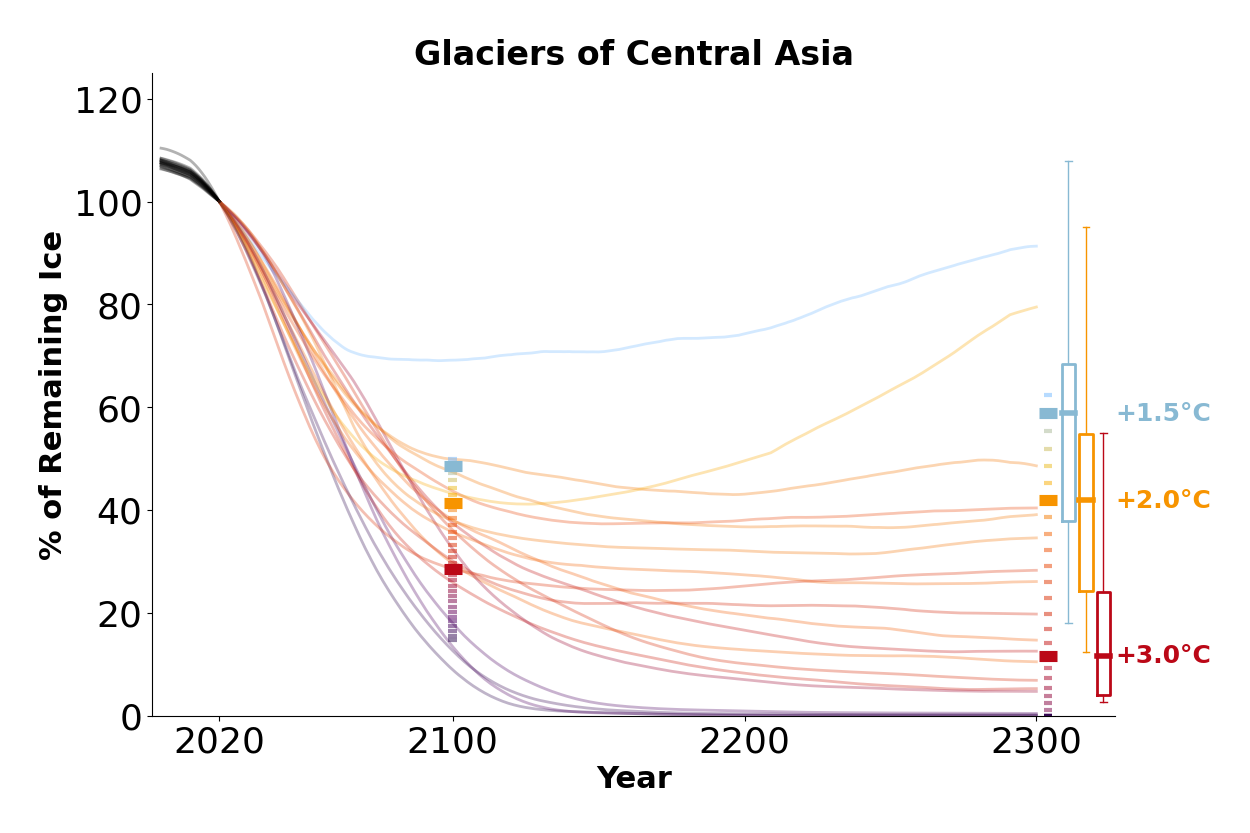 Glaciers of Central Asia
% of Remaining Ice
120
100
80
60
40
20
0
2020
2100
2200
2300
Year
+1.5°C
+2.0°C
+3.0°C